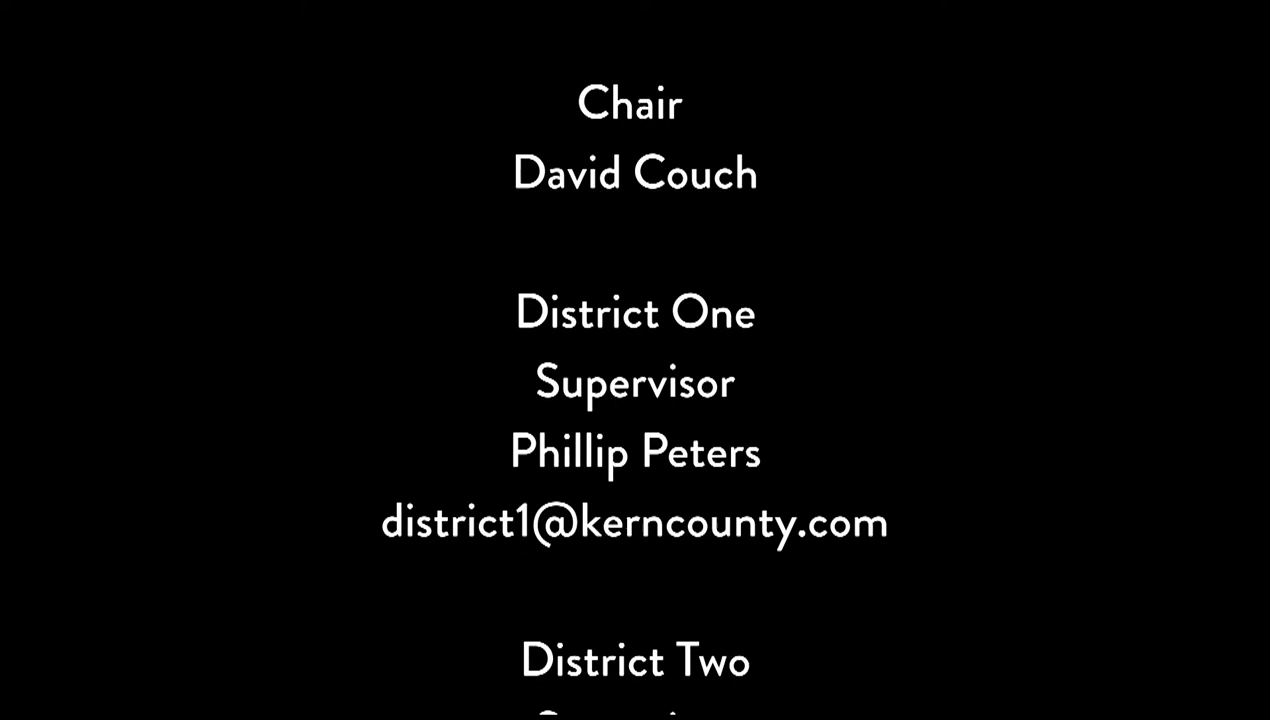 Chair
David Couch
District One
Supervisor
Phillip Peters
district1@kerncounty.com
District Two